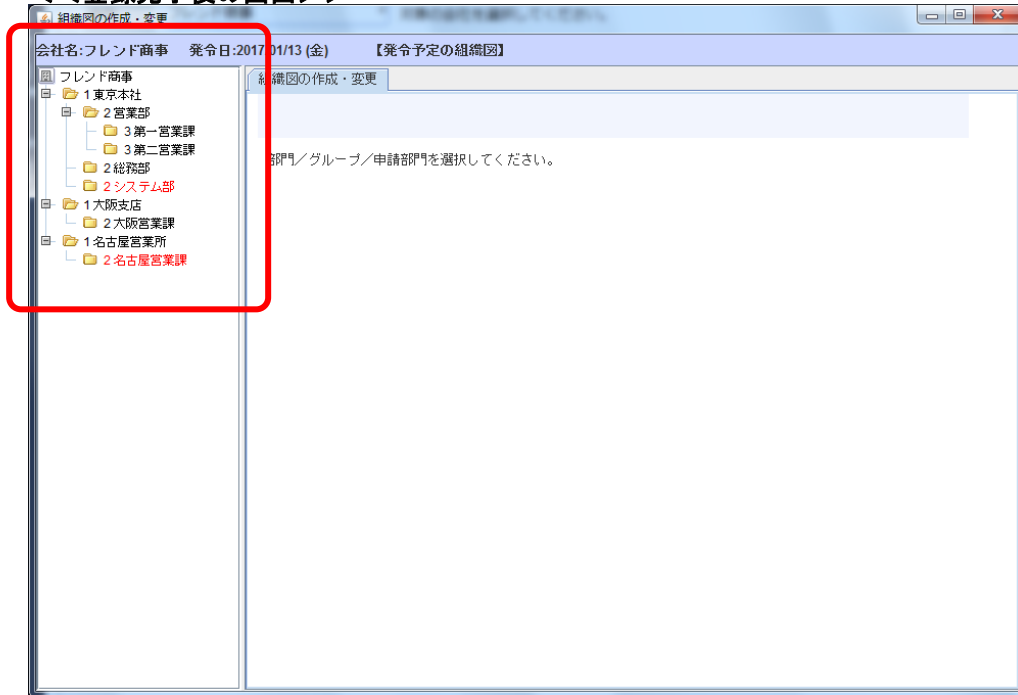 組織図の作成・変更
会社名:フレンド商事 発令日:2017/01/13 (金) 【発令予定の組織図】
フレンド商事
1東京本社
2営業部
3第一営業課
3第二営業課
2総務部
2システム部
1大阪支店
2大阪営業課
1名古屋営業所
2名古屋営業課
組織図の作成・変更
部門/グループ/申請部門を選択してください。